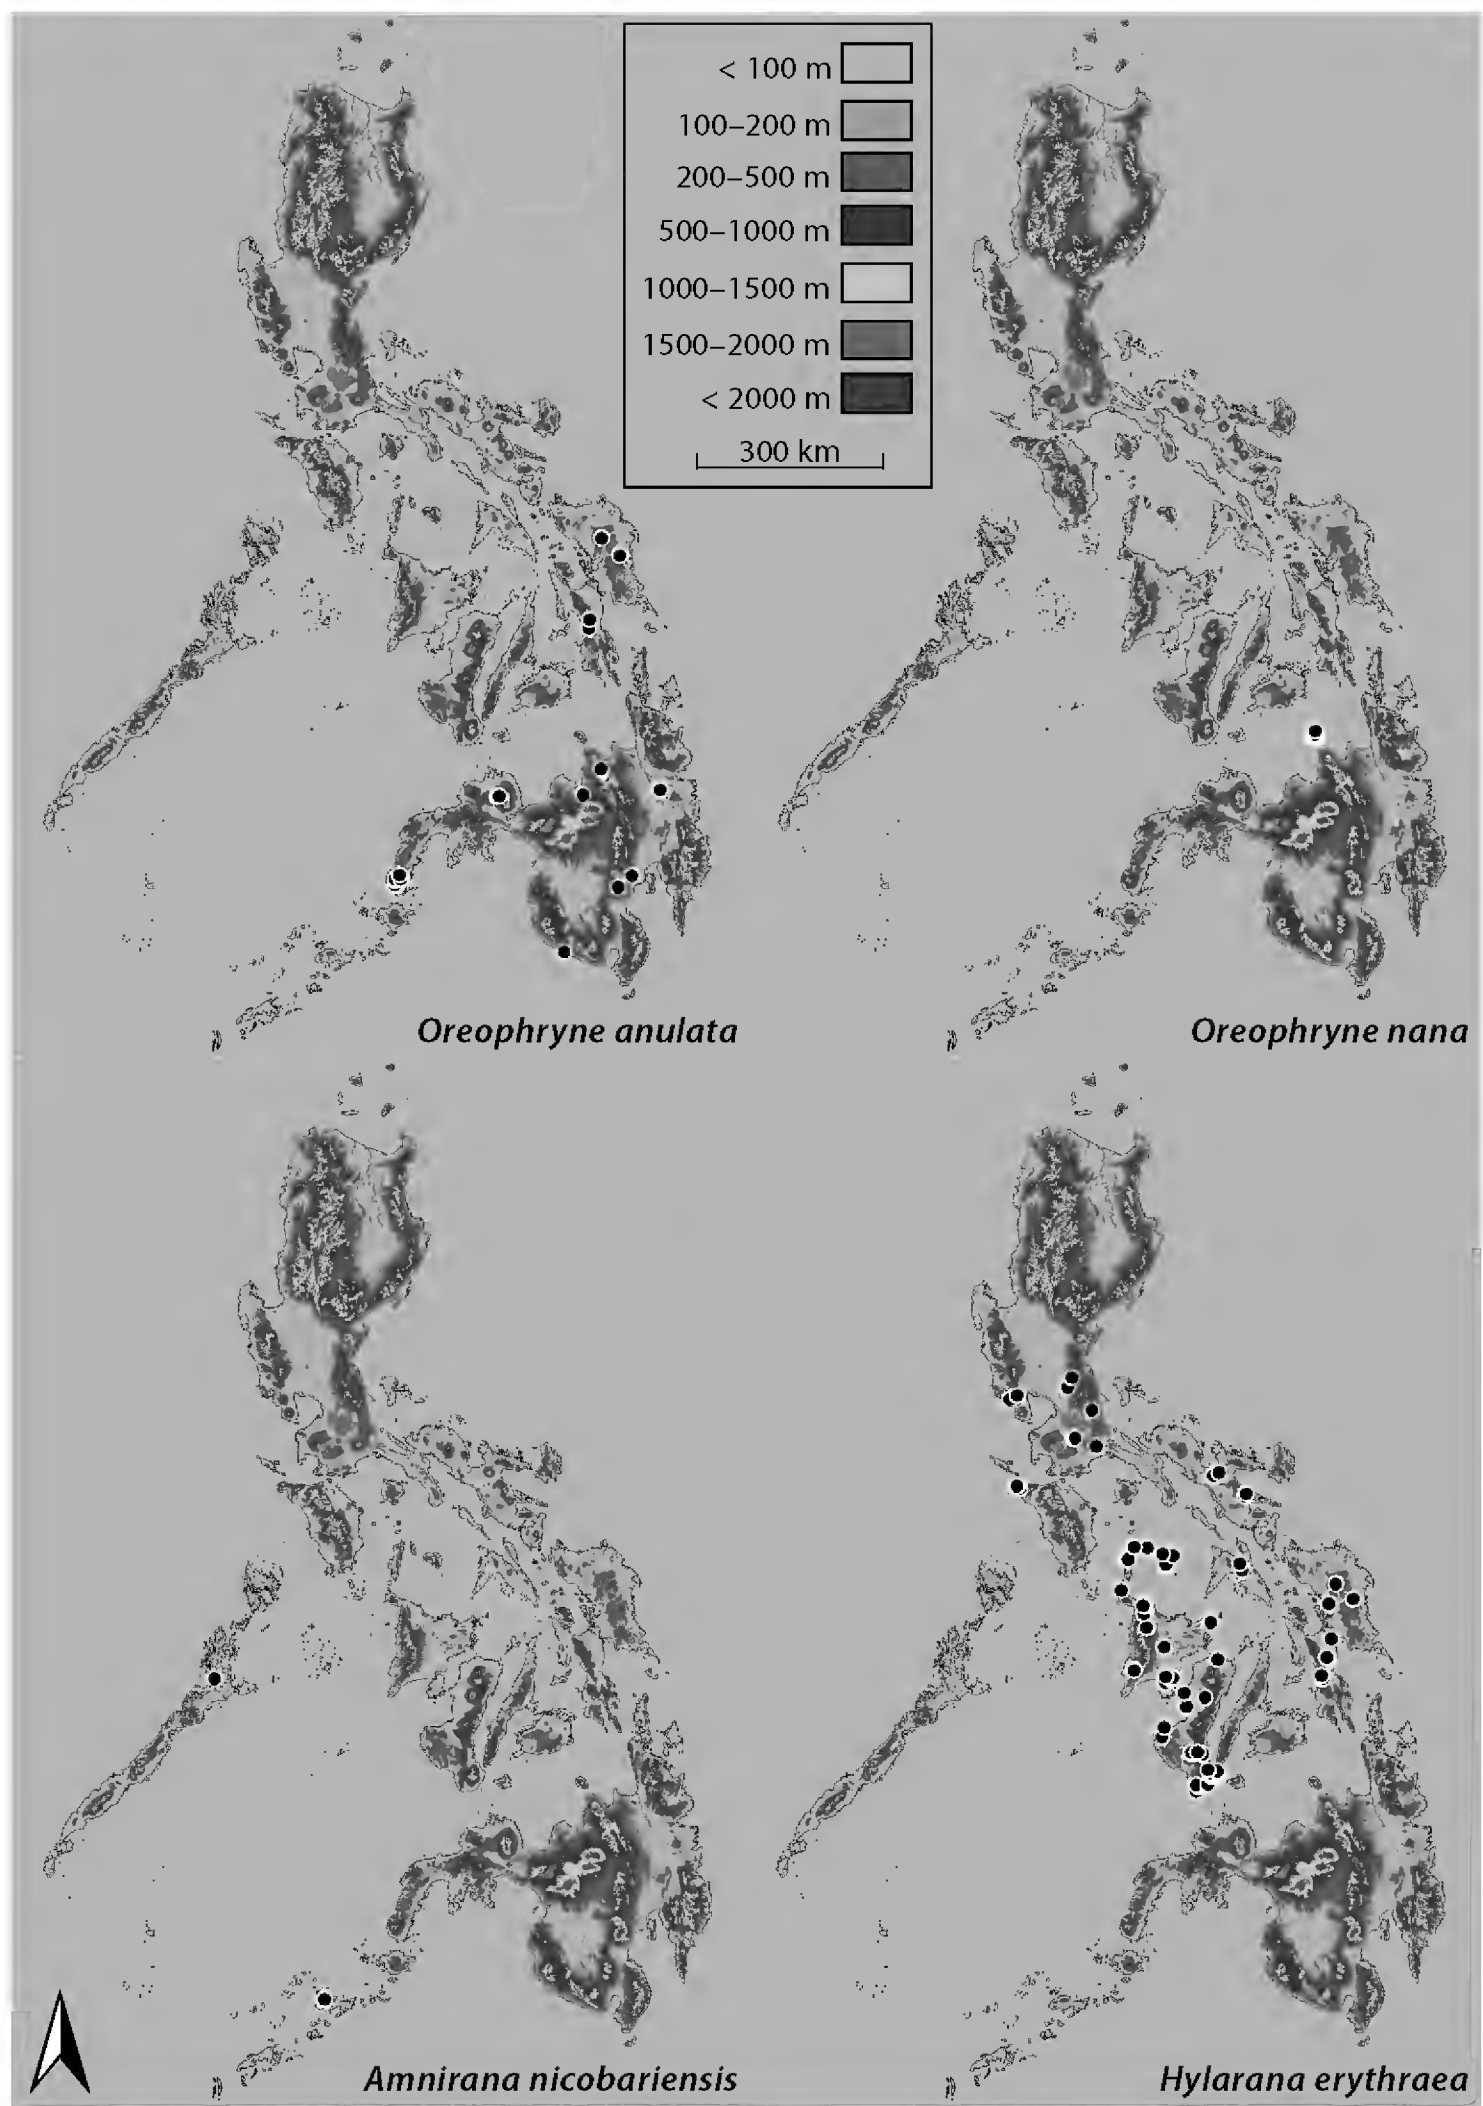 < 100 m
100–200 m
200–500 m
500–1000 m
1000–1500 m
1500–2000 m
< 2000 m
300 km
Oreophryne anulata
Oreophryne nana
Amnirana nicobariensis
Hylarana erythraea